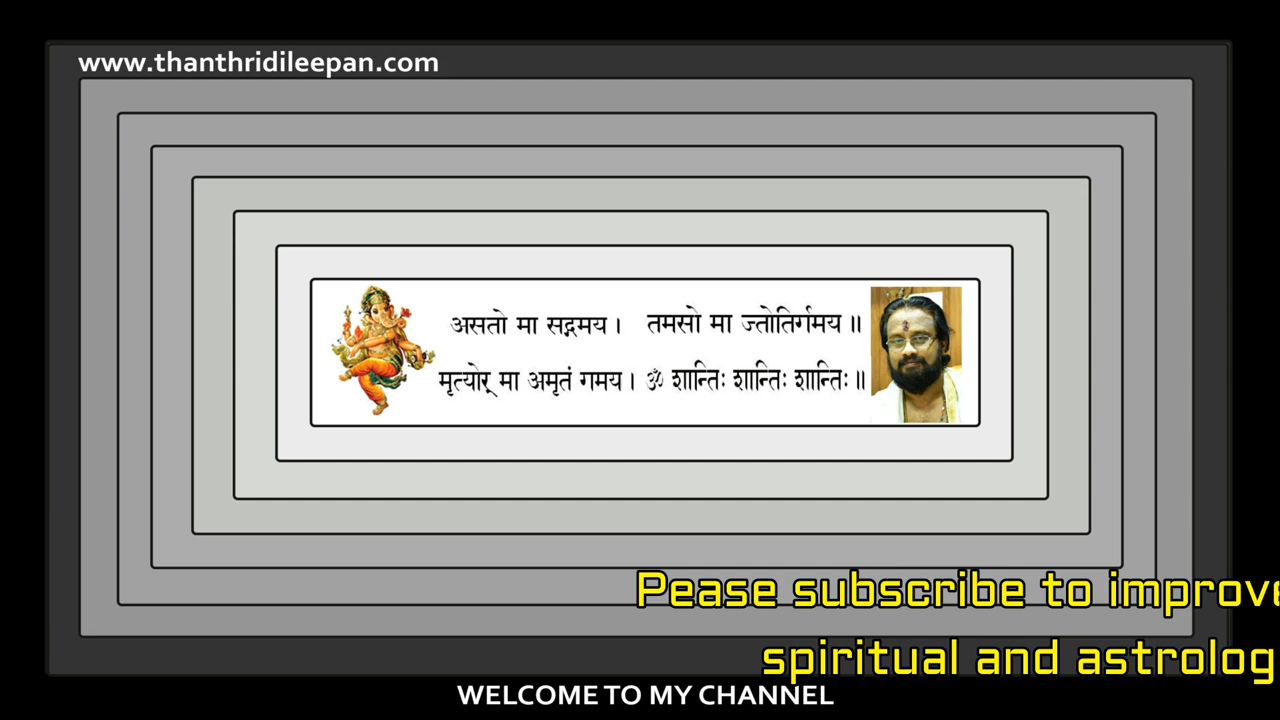 www.thanthridileepan.com
असतो मा सद्गमय। तमसो मा ज्तोतिर्गमय॥
मृत्योर् मा अमृतं गमय। ॐ शान्तिः शान्तिः शान्तिः॥
Pease subscribe to improve
spiritual and astrolog
WELCOME TO MY CHANNEL